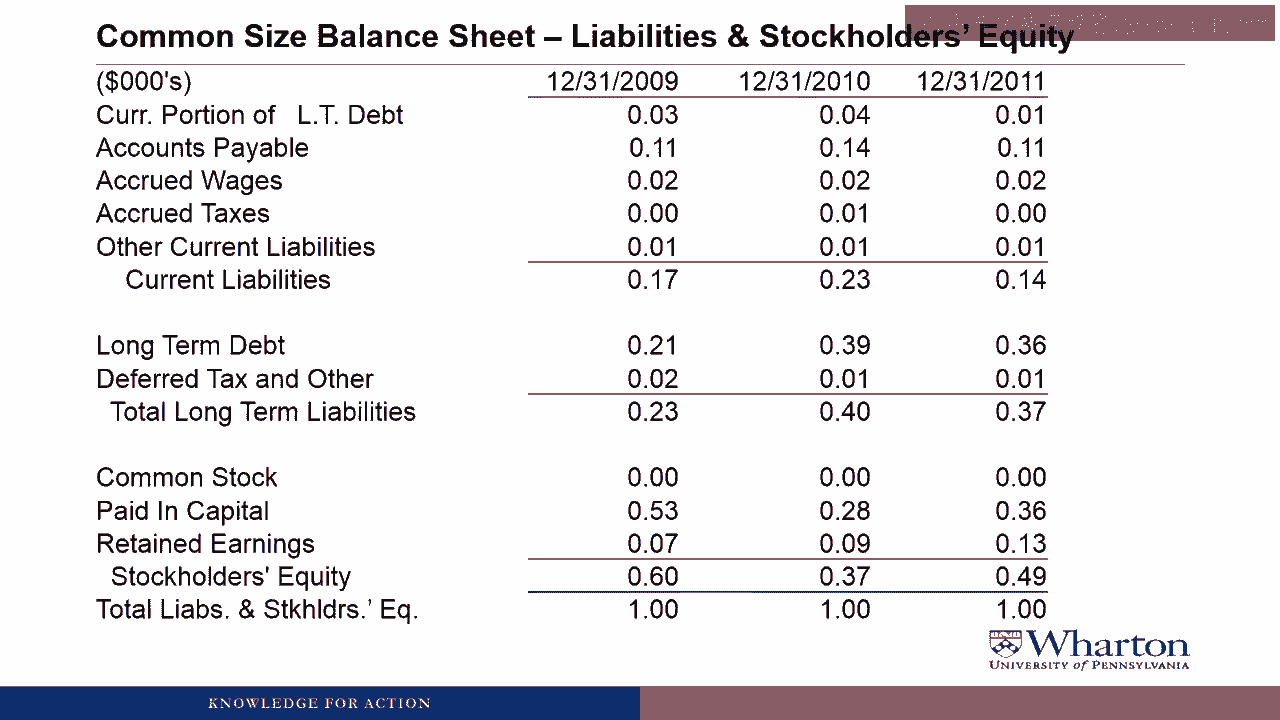 Common Size Balance Sheet – Liabilities & Stockholders’ Equity
($000's) 12/31/2009 12/31/2010 12/31/2011
Curr. Portion of L.T. Debt 0.03 0.04 0.01
Accounts Payable 0.11 0.14 0.11
Accrued Wages 0.02 0.02 0.02
Accrued Taxes 0.00 0.01 0.00
Other Current Liabilities 0.01 0.01 0.01
Current Liabilities 0.17 0.23 0.14
Long Term Debt 0.21 0.39 0.36
Deferred Tax and Other 0.02 0.01 0.01
Total Long Term Liabilities 0.23 0.40 0.37
Common Stock 0.00 0.00 0.00
Paid In Capital 0.53 0.28 0.36
Retained Earnings 0.07 0.09 0.13
Stockholders' Equity 0.60 0.37 0.49
Total Liabs. & Stkhldrs.’ Eq. 1.00 1.00 1.00
Wharton
UNIVERSITY of PENNSYLVANIA
KNOWLEDGE FOR ACTION